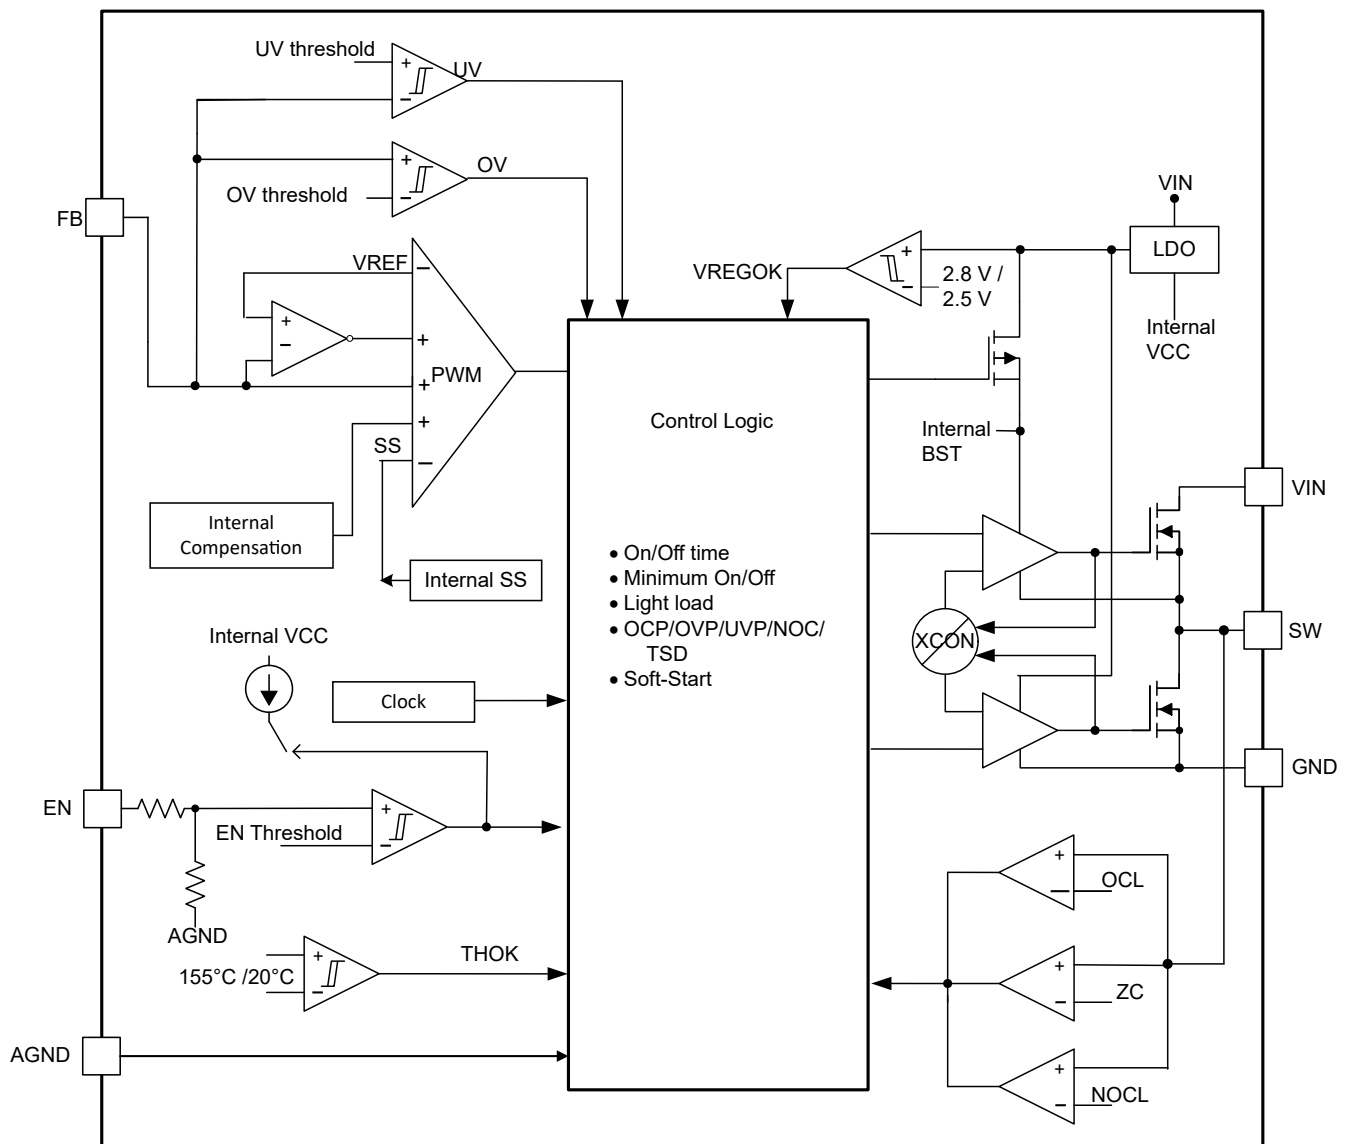 UV threshold
+
UV
−
+
OV
OV threshold
−
FB
VREF
−
+
−
+
+
PWM
+
SS
−
Internal
Compensation
Internal SS
Internal VCC
Clock
EN
+
EN Threshold
−
AGND
+
155°C /20°C
−
THOK
AGND
Control Logic
• On/Off time
• Minimum On/Off
• Light load
• OCP/OVP/UVP/NOC/
TSD
• Soft-Start
VREGOK
+
−
2.8 V /
2.5 V
VIN
LDO
Internal
VCC
Internal
BST
XCON
VIN
SW
GND
+
OCL
−
+
ZC
−
+
NOCL
−